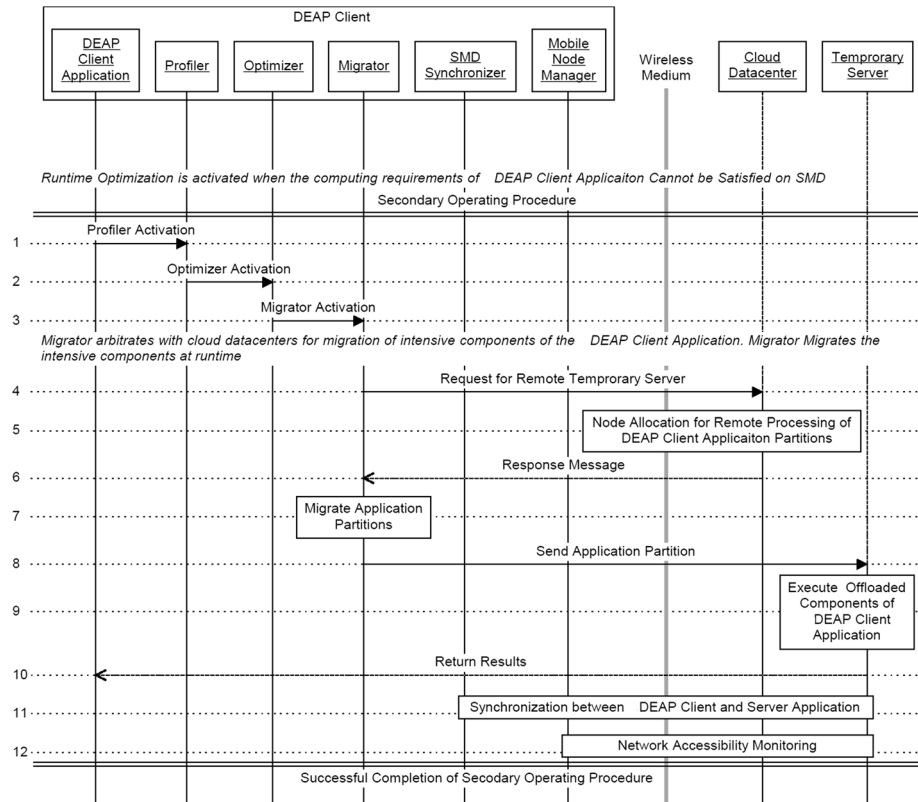 DEAP Client
DEAP
Client
Application
Profiler
Optimizer
Migrator
SMD
Synchronizer
Mobile
Node
Manager
Wireless
Medium
Cloud
Datacenter
Temprorary
Server
Runtime Optimization is activated when the computing requirements of DEAP Client Applicaiton Cannot be Satisfied on SMD
Secondary Operating Procedure
Profiler Activation
1
Optimizer Activation
2
Migrator Activation
3
Migrator arbitrates with cloud datacenters for migration of intensive components of the DEAP Client Application. Migrator Migrates the
intensive components at runtime
Request for Remote Temprorary Server
4
Node Allocation for Remote Processing of
DEAP Client Applicaiton Partitions
5
Response Message
6
Migrate Application
Partitions
7
Send Application Partition
8
Execute Offloaded
Components of
DEAP Client
Application
9
Return Results
10
Synchronization between DEAP Client and Server Application
11
Network Accessibility Monitoring
12
Successful Completion of Secodary Operating Procedure